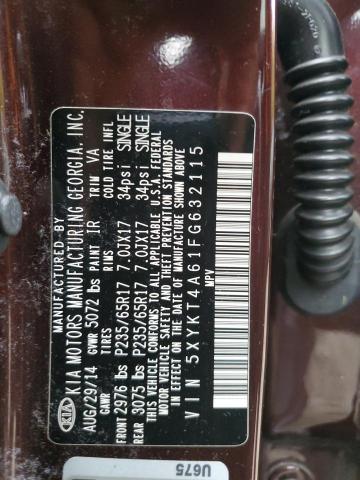 MANUFACTURED BY
KIA MOTORS MANUFACTURING GEORGIA, INC.
AUG/29/14 GVWR 5072 lbs PAINT IR TRIM VA
GAWR COLD TIRE INFL
FRONT 2976 lbs P235/65R17 7.0JX17 34psi SINGLE
REAR 3075 lbs P235/65R17 7.0JX17 34psi SINGLE
THIS VEHICLE CONFORMS TO ALL APPLICABLE U.S.A. FEDERAL
MOTOR VEHICLE SAFETY AND THEFT PREVENTION STANDARDS
IN EFFECT ON THE DATE OF MANUFACTURE SHOWN ABOVE
VIN 5XYKT4A61FG632115
MPV
KIA
U675